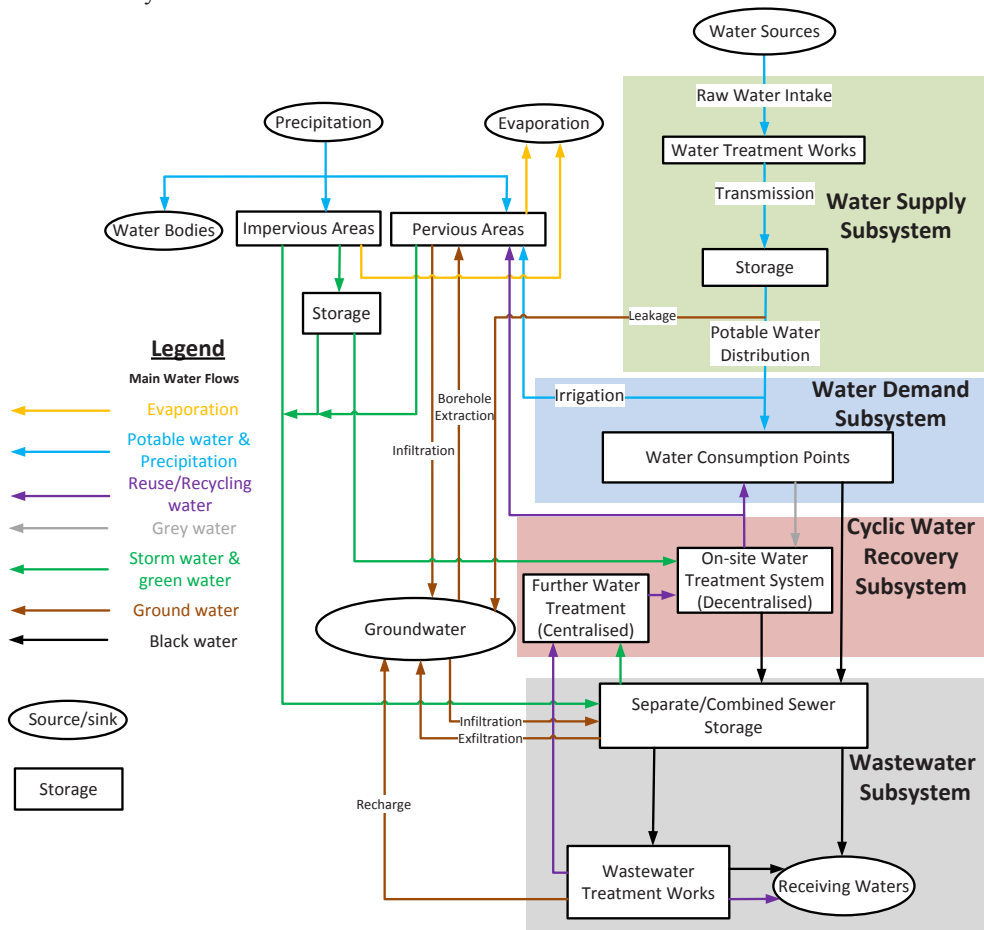 Water Sources
Raw Water Intake
Precipitation
Evaporation
Water Treatment Works
Transmission
Water Supply
Subsystem
Water Bodies
Impervious Areas
Pervious Areas
Storage
Storage
Leakage
Potable Water
Distribution
Legend
Main Water Flows
Evaporation
Potable water &
Precipitation
Reuse/Recycling
water
Grey water
Storm water &
green water
Ground water
Black water
Source/sink
Storage
Borehole
Extraction
Infiltration
Irrigation
Water Demand
Subsystem
Water Consumption Points
Cyclic Water
Recovery
Subsystem
On-site Water
Treatment System
(Decentralised)
Further Water
Treatment
(Centralised)
Groundwater
Separate/Combined Sewer
Storage
Infiltration
Exfiltration
Wastewater
Subsystem
Recharge
Wastewater
Treatment Works
Receiving Waters